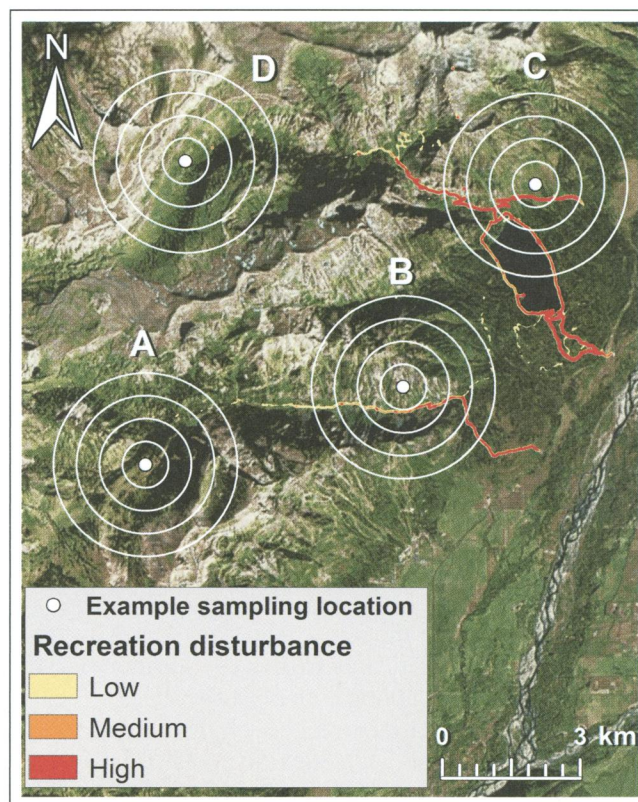 N
D
C
B
A
Example sampling location
Recreation disturbance
Low
Medium
High
0 3 km